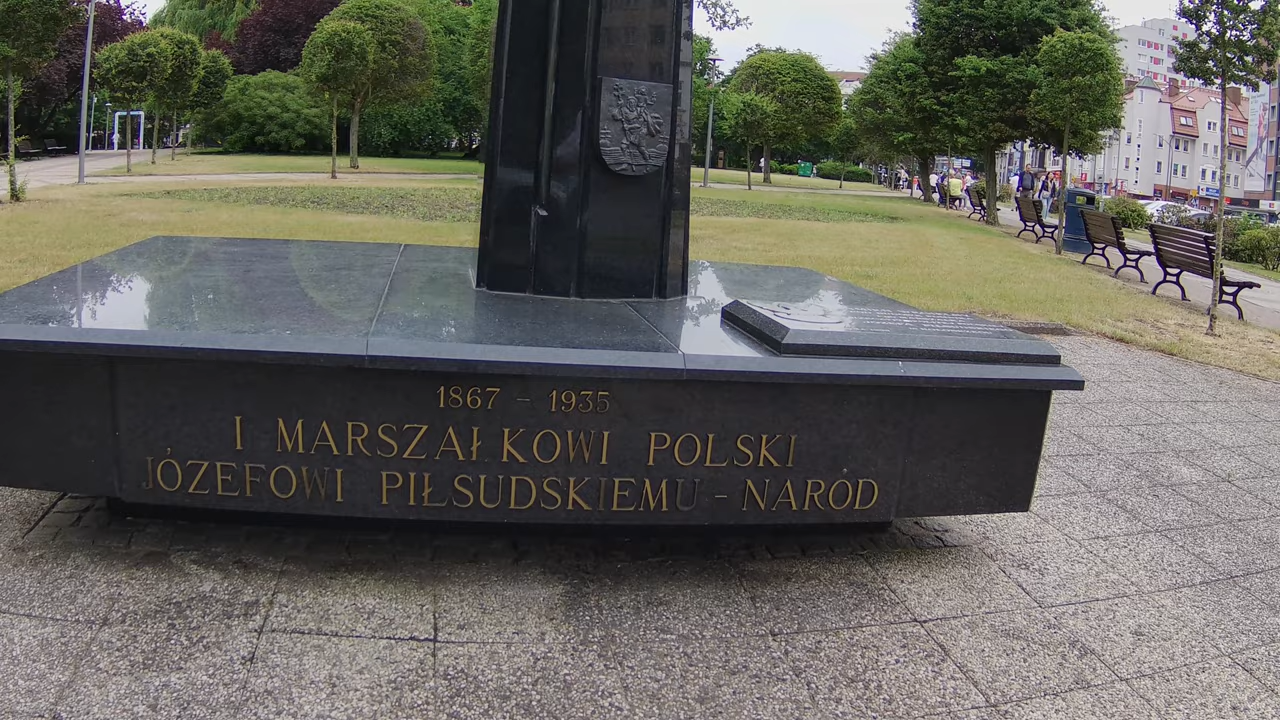 1867 - 1935
I MARSZAŁKOWI POLSKI
JÓZEFOWI PIŁSUDSKIEMU - NARÓD